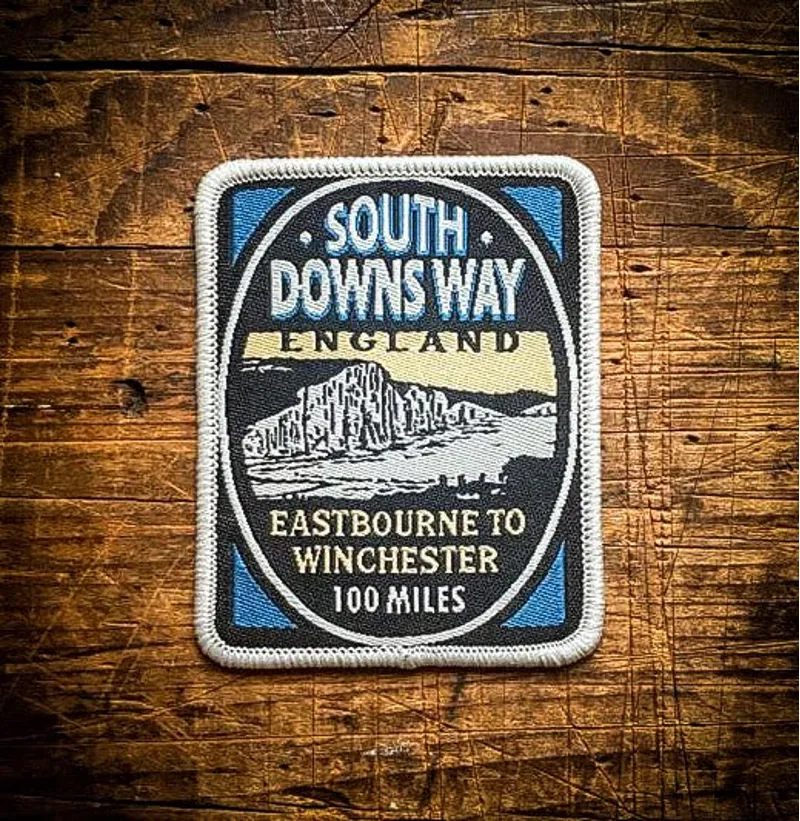 · SOUTH ·
DOWNS WAY
ENGLAND
EASTBOURNE TO
WINCHESTER
100 MILES